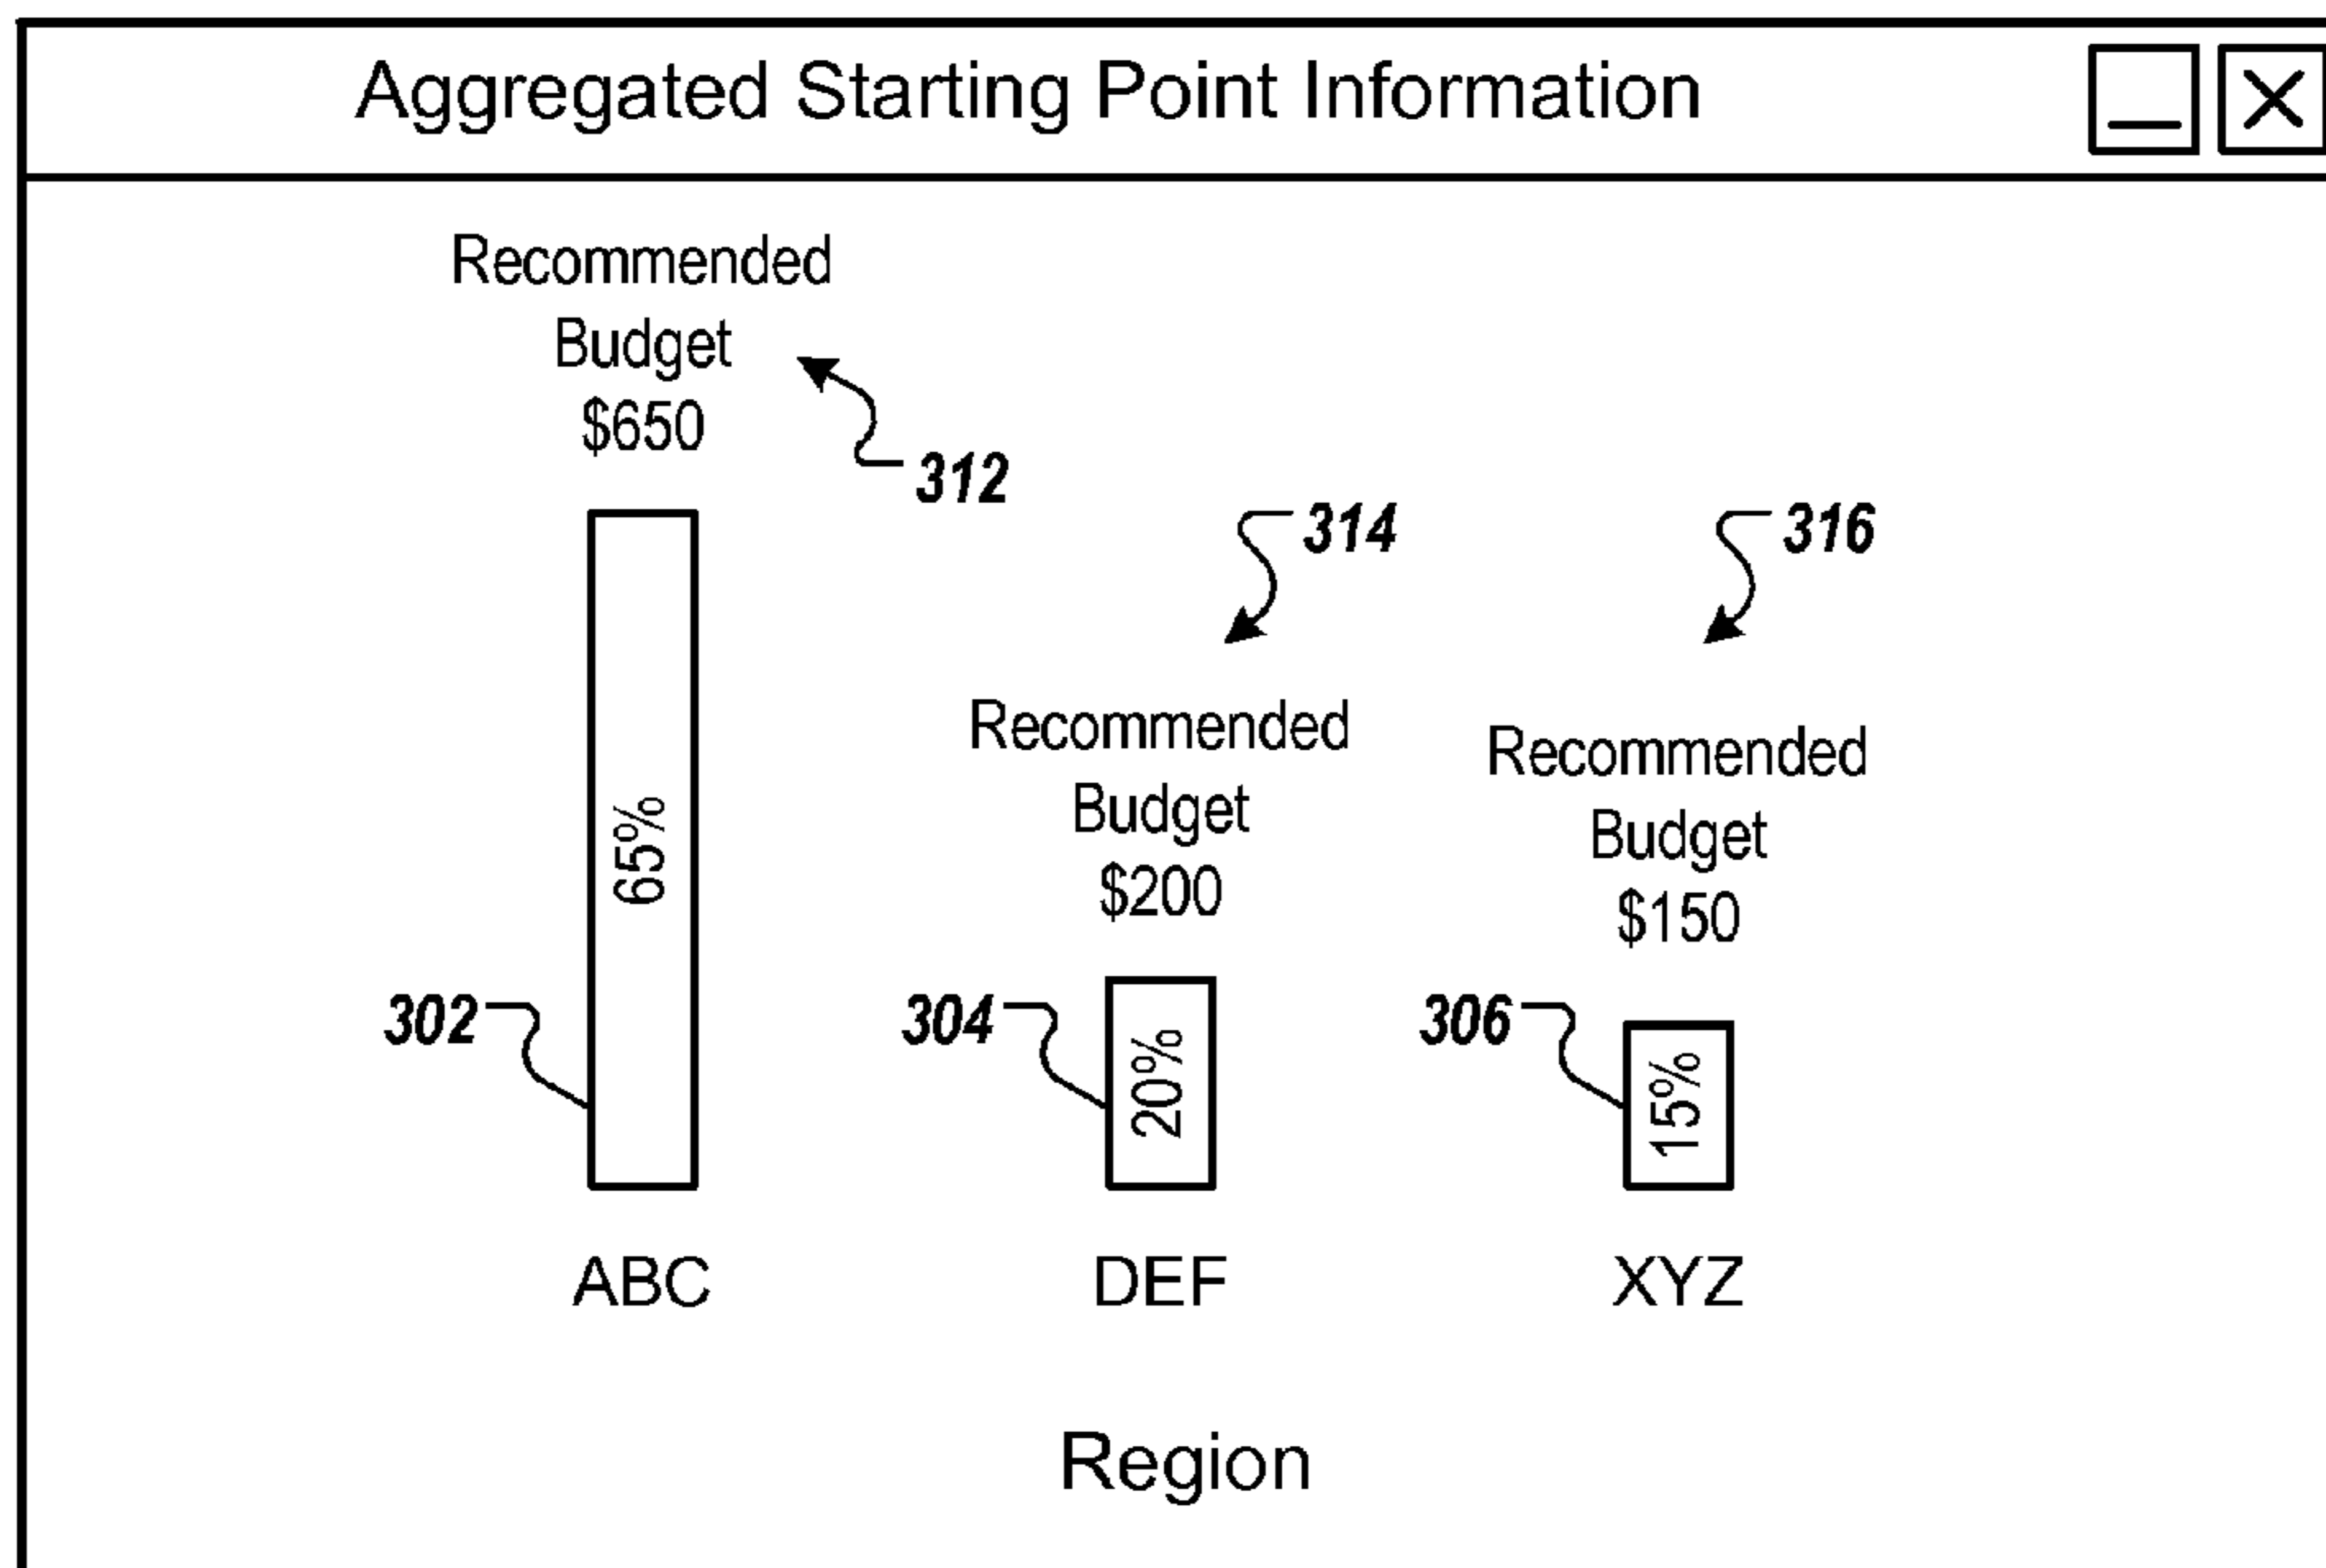 Aggregated Starting Point Information
Recommended
Budget
$650
312
314
316
Recommended
Budget
$200
Recommended
Budget
$150
65%
302
304
20%
306
15%
ABC
DEF
XYZ
Region